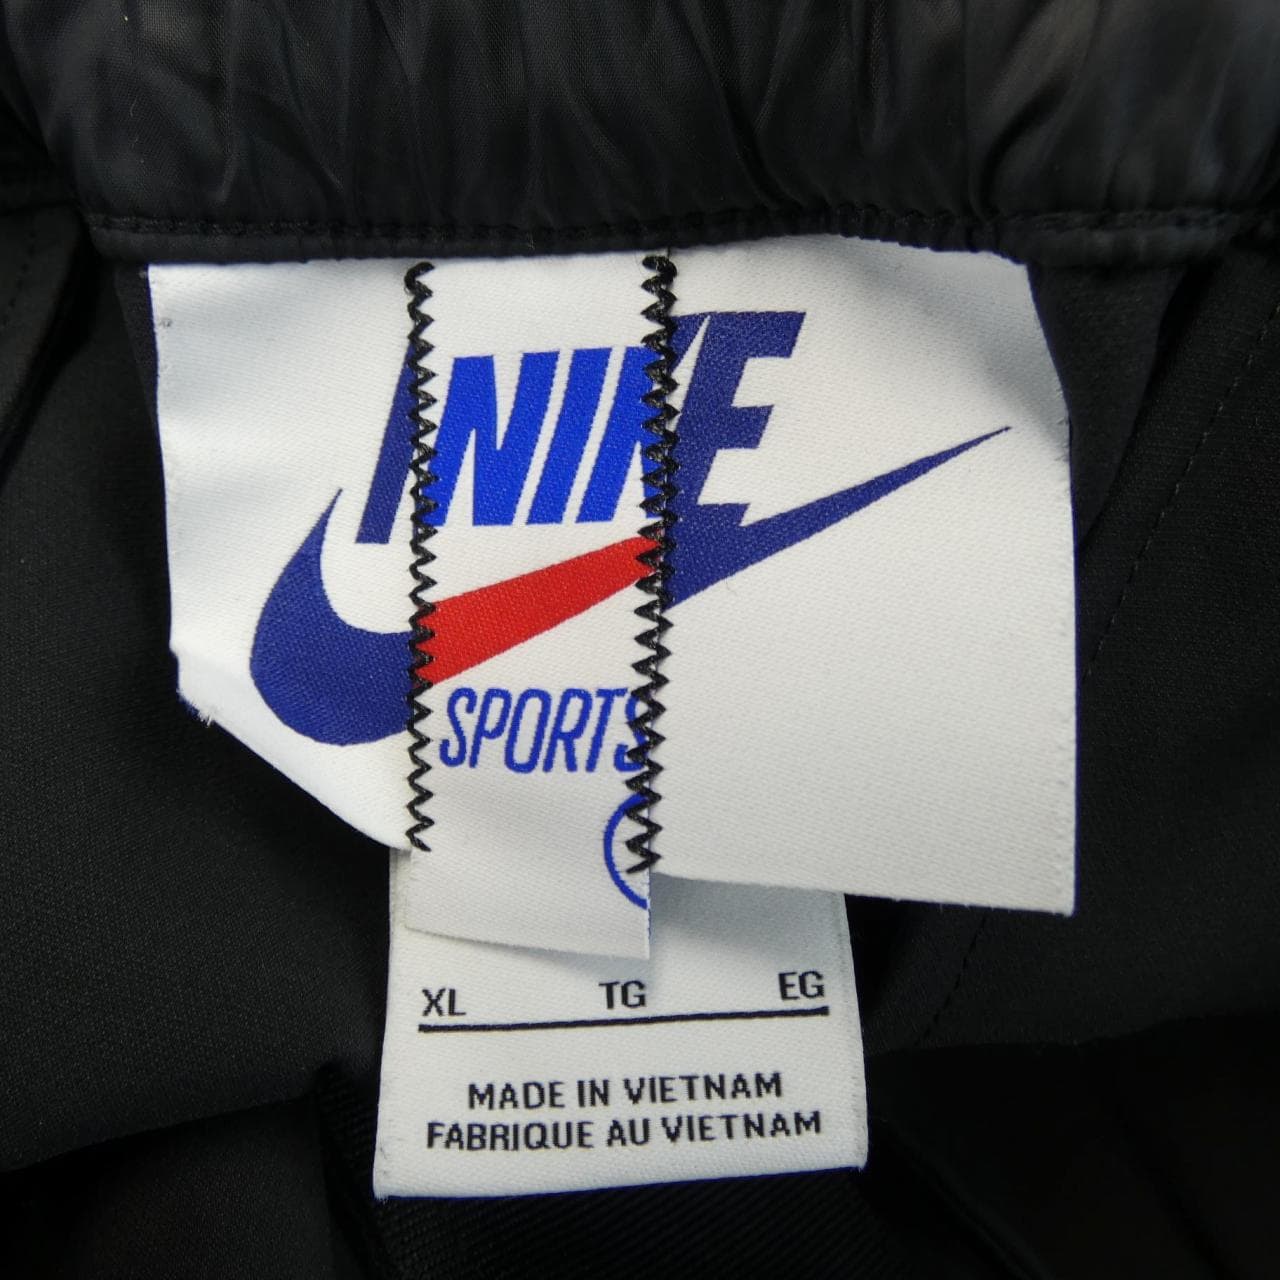 NIKE
SPORTS
XL TG EG
MADE IN VIETNAM
FABRIQUE AU VIETNAM